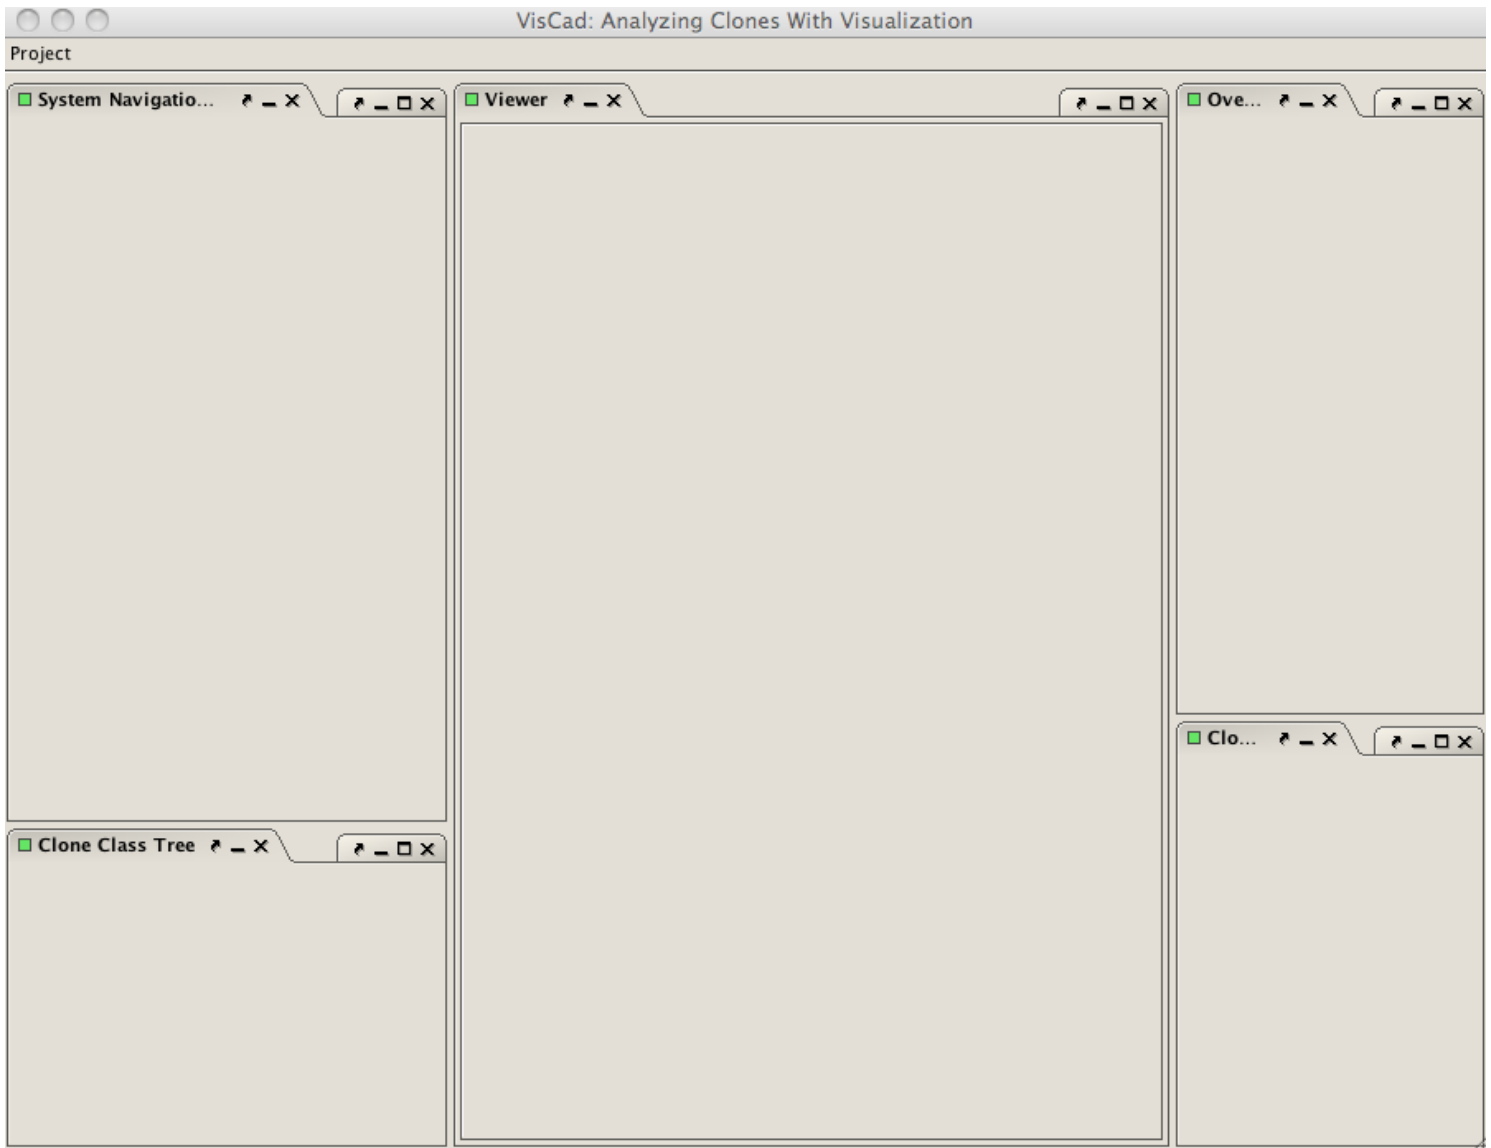 VisCad: Analyzing Clones With Visualization
Project
System Navigatio...
Viewer
Ove...
Clo...
Clone Class Tree